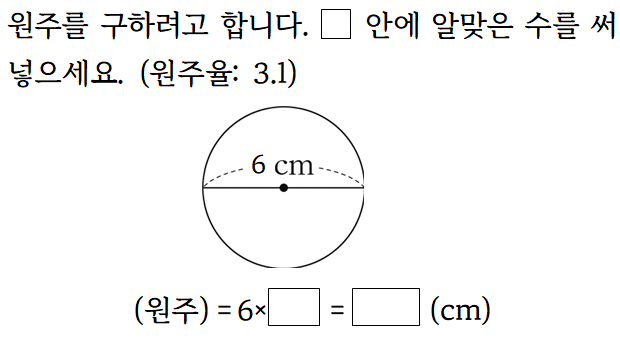 원주를 구하려고 합니다. □ 안에 알맞은 수를 써
넣으세요. (원주율: 3.1)
6 cm
(원주) = 6×□ = □ (cm)